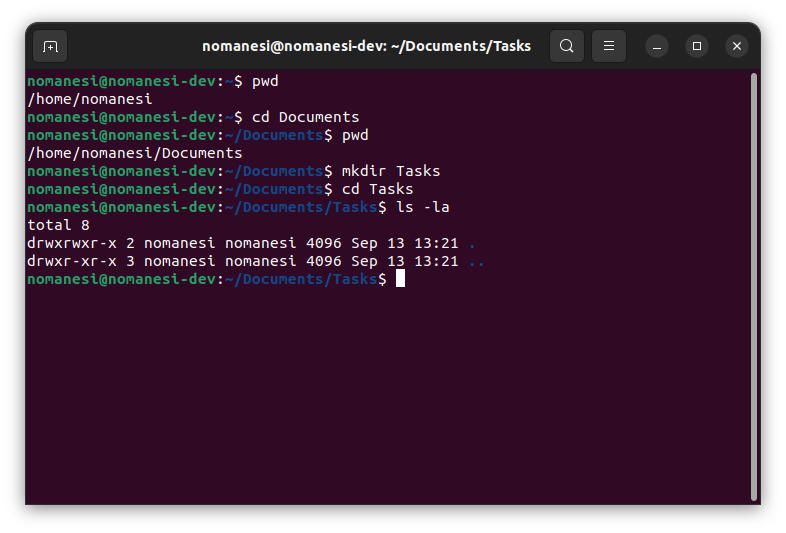 nomanesi@nomanesi-dev: ~/Documents/Tasks
nomanesi@nomanesi-dev:~$ pwd
/home/nomanesi
nomanesi@nomanesi-dev:~$ cd Documents
nomanesi@nomanesi-dev:~/Documents$ pwd
/home/nomanesi/Documents
nomanesi@nomanesi-dev:~/Documents$ mkdir Tasks
nomanesi@nomanesi-dev:~/Documents$ cd Tasks
nomanesi@nomanesi-dev:~/Documents/Tasks$ ls -la
total 8
drwxrwxr-x 2 nomanesi nomanesi 4096 Sep 13 13:21 .
drwxr-xr-x 3 nomanesi nomanesi 4096 Sep 13 13:21 ..
nomanesi@nomanesi-dev:~/Documents/Tasks$